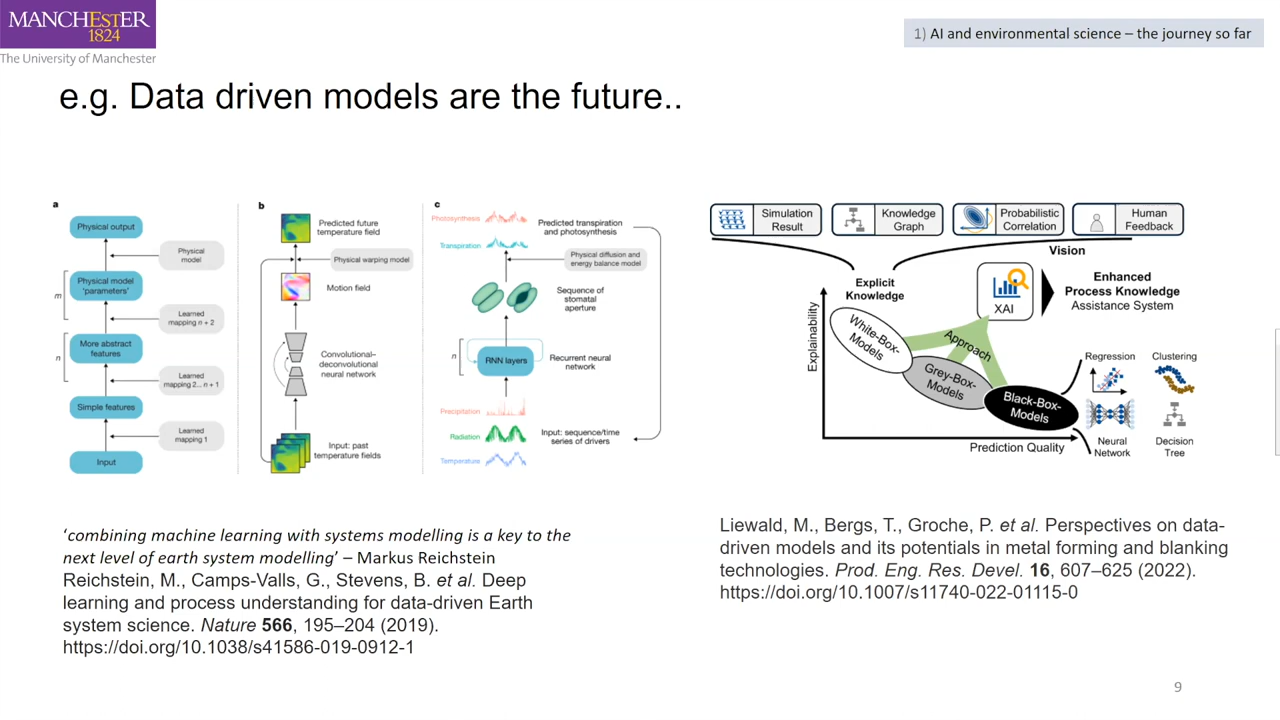 MANCHESTER
1824
The University of Manchester
1) AI and environmental science – the journey so far
e.g. Data driven models are the future..
a
Physical output
Physical
model
Physical model
'parameters'
m
Learned
mapping n + 2
More abstract
features
n
Learned
mapping 2... n + 1
Simple features
Learned
mapping 1
Input
b
Predicted future
temperature field
Physical warping model
Motion field
Convolutional–
deconvolutional
neural network
Input: past
temperature fields
c
Photosynthesis
Transpiration
Predicted transpiration
and photosynthesis
Physical diffusion and
energy balance model
Sequence of
stomatal
aperture
n
RNN layers
Recurrent neural
network
Precipitation
Radiation
Temperature
Input: sequence/time
series of drivers
Simulation
Result
Knowledge
Graph
Probabilistic
Correlation
Human
Feedback
Vision
Explicit
Knowledge
XAI
Enhanced
Process Knowledge
Assistance System
Explainability
White-Box-
Models
Approach
Grey-Box-
Models
Black-Box-
Models
Prediction Quality
Regression
Clustering
Neural
Network
Decision
Tree
‘combining machine learning with systems modelling is a key to the
next level of earth system modelling’ – Markus Reichstein
Reichstein, M., Camps-Valls, G., Stevens, B. et al. Deep
learning and process understanding for data-driven Earth
system science. Nature 566, 195–204 (2019).
https://doi.org/10.1038/s41586-019-0912-1
Liewald, M., Bergs, T., Groche, P. et al. Perspectives on data-
driven models and its potentials in metal forming and blanking
technologies. Prod. Eng. Res. Devel. 16, 607–625 (2022).
https://doi.org/10.1007/s11740-022-01115-0
9